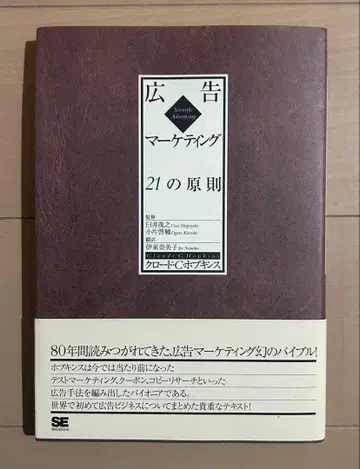 広告
Scientific
Advertising
マーケティング
21の原則
監修
臼井茂之 Usui Shigeyuki
小片啓輔 Ogata Keisuke
翻訳
伊東奈美子 Ito Namiko
Claude C. Hopkins
クロード・C・ホプキンス
80年間読みつがれてきた、広告マーケティング幻のバイブル!
ホプキンスは今では当たり前になった
テストマーケティング、クーポン、コピーリサーチといった
広告手法を編み出したパイオニアである。
世界で初めて広告ビジネスについてまとめた貴重なテキスト!
SE
SHOEISHA